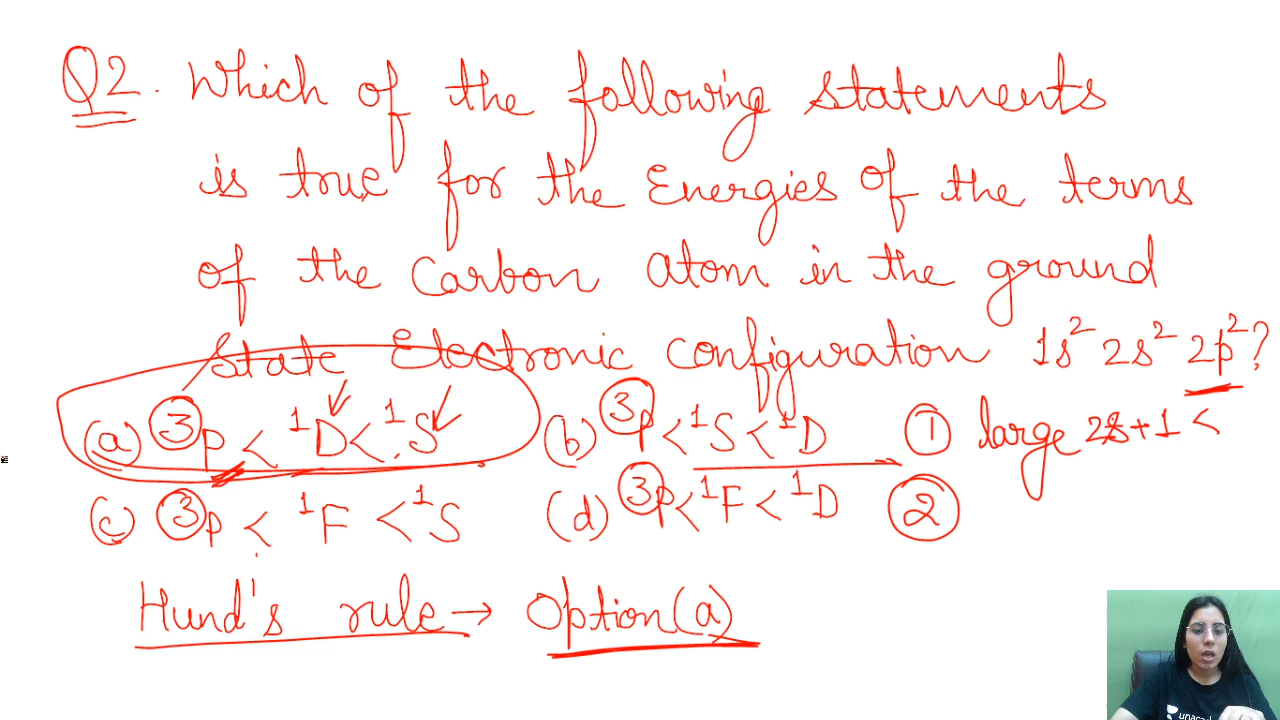 Q2. Which of the following statements
is true for the Energies of the terms
of the Carbon atom in the ground
state Electronic configuration 1s² 2s² 2p²?
(a) ³P < ¹D < ¹S (b) ³P < ¹S < ¹D ① large 2s+1 <
(c) ³P < ¹F < ¹S (d) ³P < ¹F < ¹D ②
Hund's rule → Option(a)